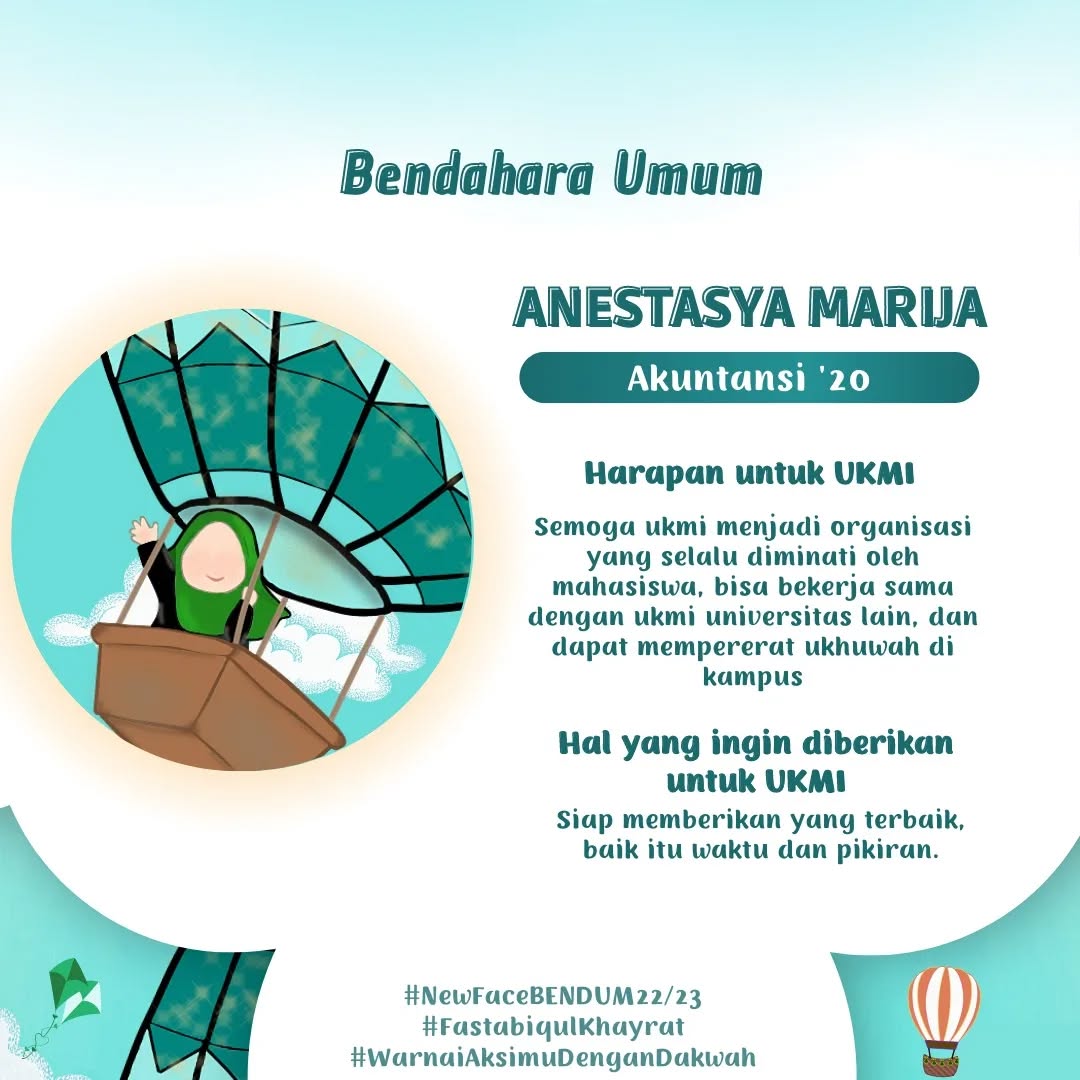 Bendahara Umum
ANESTASYA MARIJA
Akuntansi '20
Harapan untuk UKMI
Semoga ukmi menjadi organisasi
yang selalu diminati oleh
mahasiswa, bisa bekerja sama
dengan ukmi universitas lain, dan
dapat mempererat ukhuwah di
kampus
Hal yang ingin diberikan
untuk UKMI
Siap memberikan yang terbaik,
baik itu waktu dan pikiran.
#NewFaceBENDUM22/23
#FastabiqulKhayrat
#WarnaiAksimuDenganDakwah